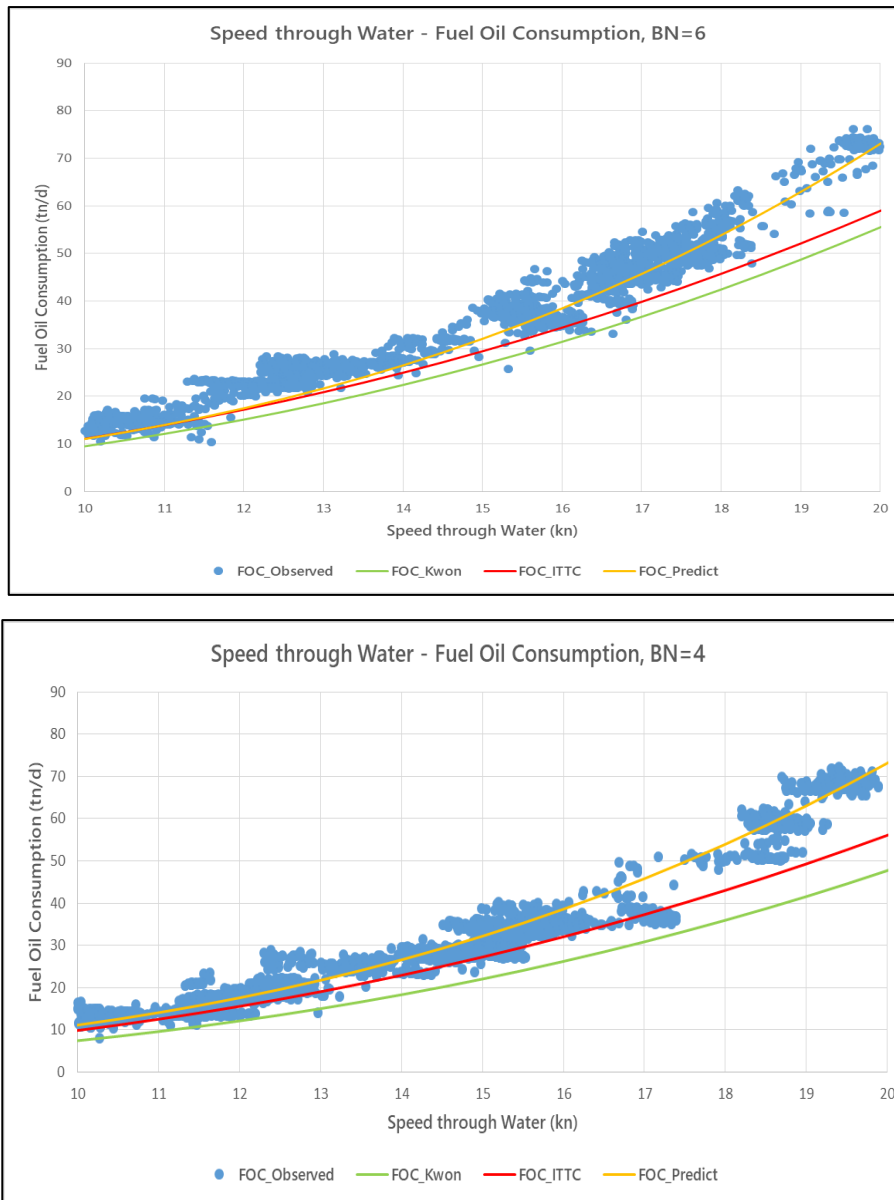 Speed through Water - Fuel Oil Consumption, BN=6
90
80
70
60
50
40
30
20
10
0
Fuel Oil Consumption (tn/d)
10 11 12 13 14 15 16 17 18 19 20
Speed through Water (kn)
FOC_Observed FOC_Kwon FOC_ITTC FOC_Predict
Speed through Water - Fuel Oil Consumption, BN=4
90
80
70
60
50
40
30
20
10
0
Fuel Oil Consumption (tn/d)
10 11 12 13 14 15 16 17 18 19 20
Speed through Water (kn)
FOC_Observed FOC_Kwon FOC_ITTC FOC_Predict